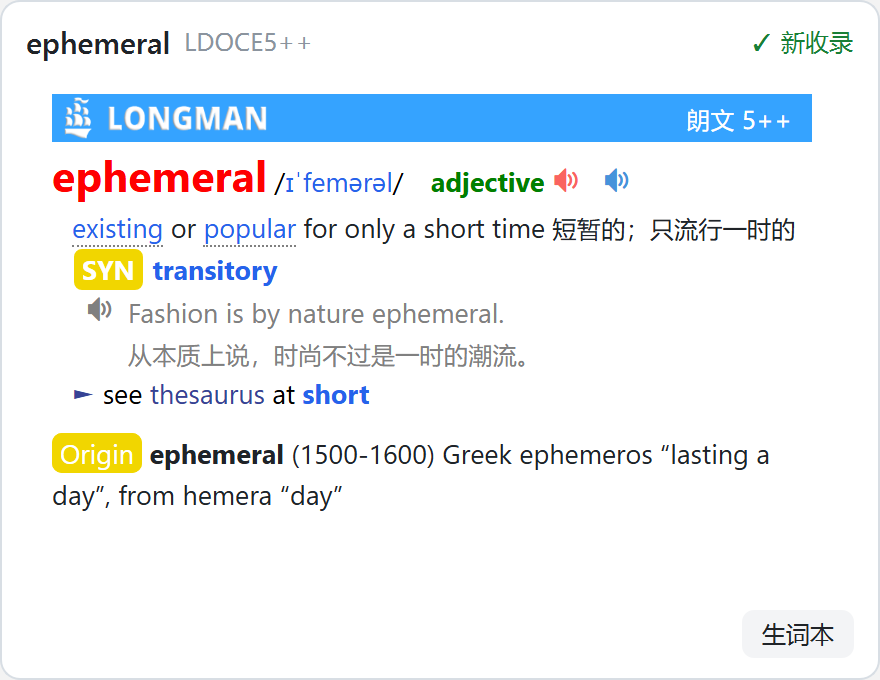 ephemeral LDOCE5++ ✓ 新收录
LONGMAN 朗文 5++
ephemeral /ɪˈfemərəl/ adjective
existing or popular for only a short time 短暂的；只流行一时的
SYN transitory
Fashion is by nature ephemeral.
从本质上说，时尚不过是一时的潮流。
► see thesaurus at short
Origin ephemeral (1500-1600) Greek ephemeros “lasting a
day”, from hemera “day”
生词本